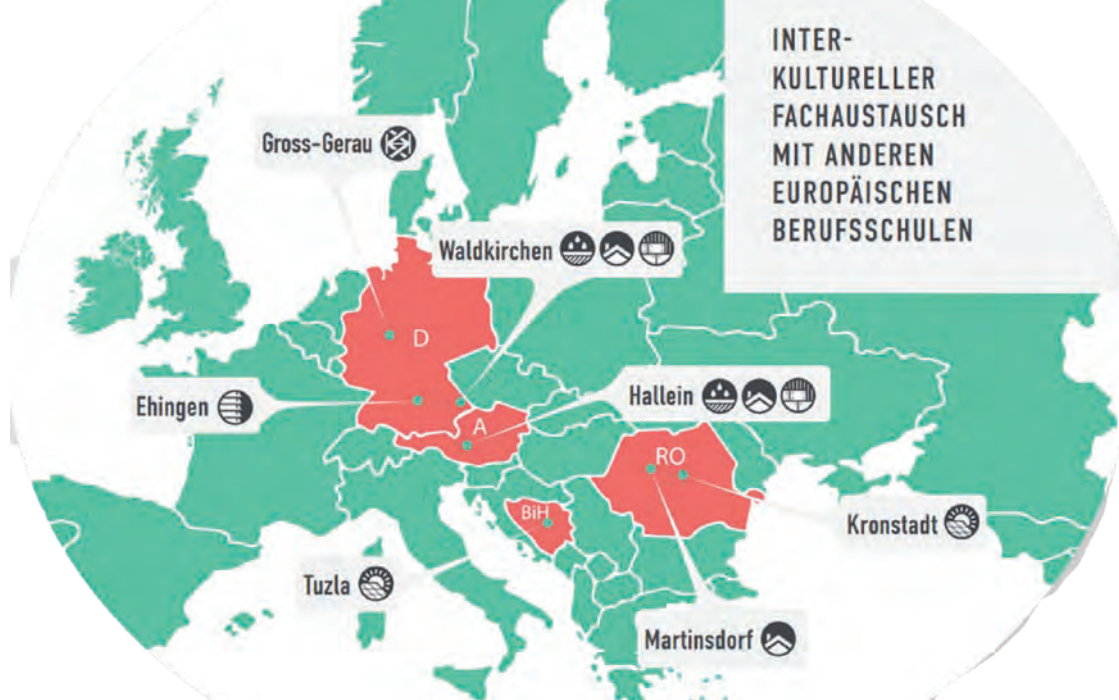 INTER-
KULTURELLER
FACHAUSTAUSCH
MIT ANDEREN
EUROPÄISCHEN
BERUFSSCHULEN
Gross-Gerau
Waldkirchen
D
Ehingen
Hallein
A
RO
BiH
Kronstadt
Tuzla
Martinsdorf